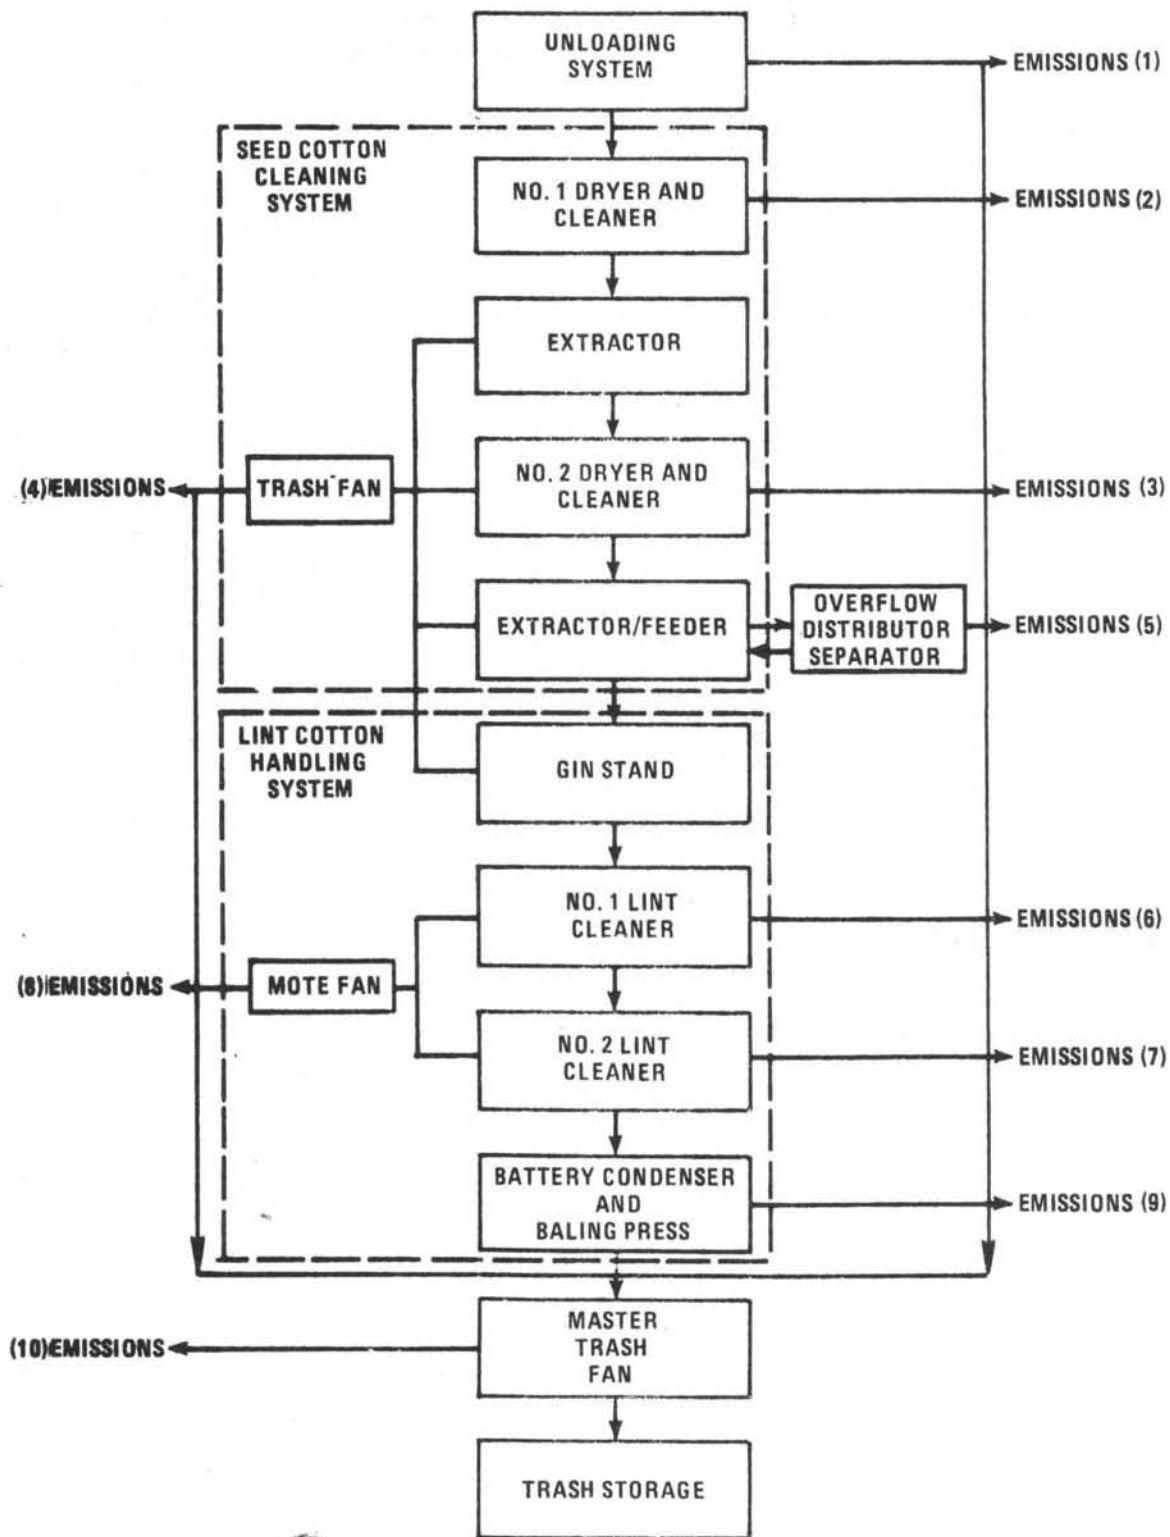 UNLOADING
SYSTEM
EMISSIONS (1)
SEED COTTON
CLEANING
SYSTEM
NO. 1 DRYER AND
CLEANER
EMISSIONS (2)
EXTRACTOR
(4) EMISSIONS
TRASH FAN
NO. 2 DRYER AND
CLEANER
EMISSIONS (3)
EXTRACTOR/FEEDER
OVERFLOW
DISTRIBUTOR
SEPARATOR
EMISSIONS (5)
LINT COTTON
HANDLING
SYSTEM
GIN STAND
NO. 1 LINT
CLEANER
EMISSIONS (6)
(8) EMISSIONS
MOTE FAN
NO. 2 LINT
CLEANER
EMISSIONS (7)
BATTERY CONDENSER
AND
BALING PRESS
EMISSIONS (9)
(10) EMISSIONS
MASTER
TRASH
FAN
TRASH STORAGE